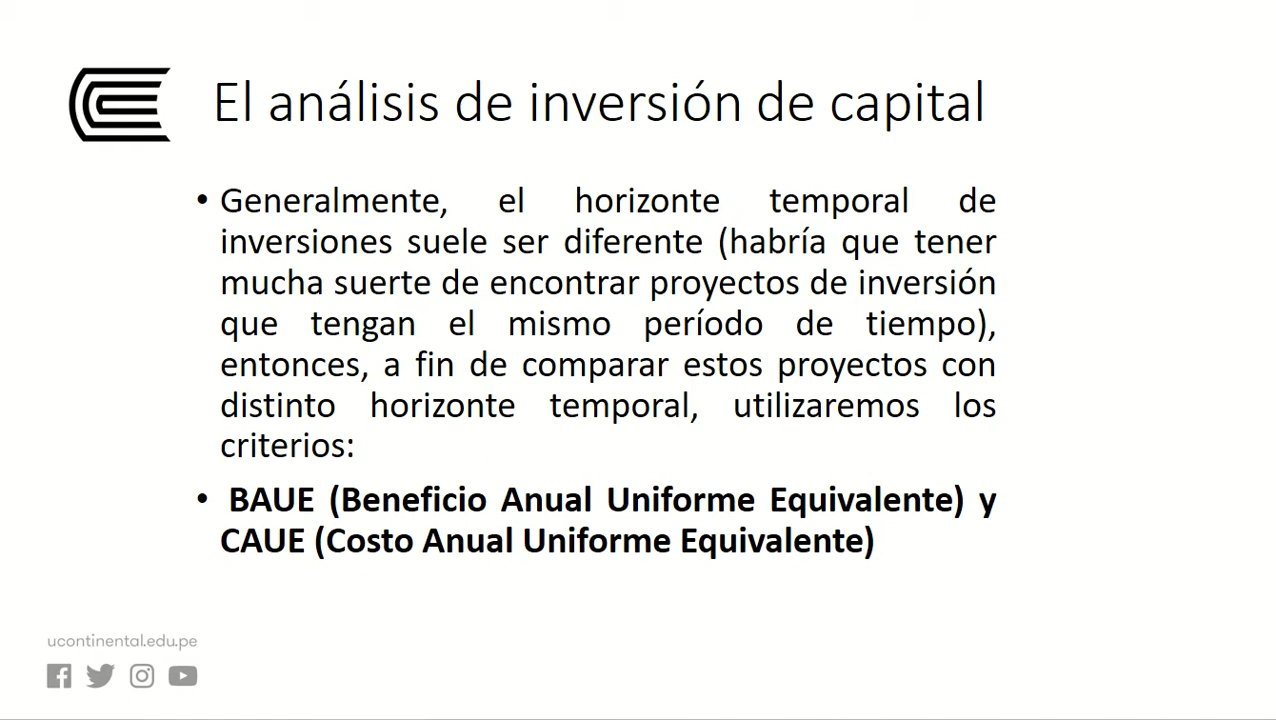 El análisis de inversión de capital
• Generalmente, el horizonte temporal de
inversiones suele ser diferente (habría que tener
mucha suerte de encontrar proyectos de inversión
que tengan el mismo período de tiempo),
entonces, a fin de comparar estos proyectos con
distinto horizonte temporal, utilizaremos los
criterios:
• BAUE (Beneficio Anual Uniforme Equivalente) y
CAUE (Costo Anual Uniforme Equivalente)
ucontinental.edu.pe